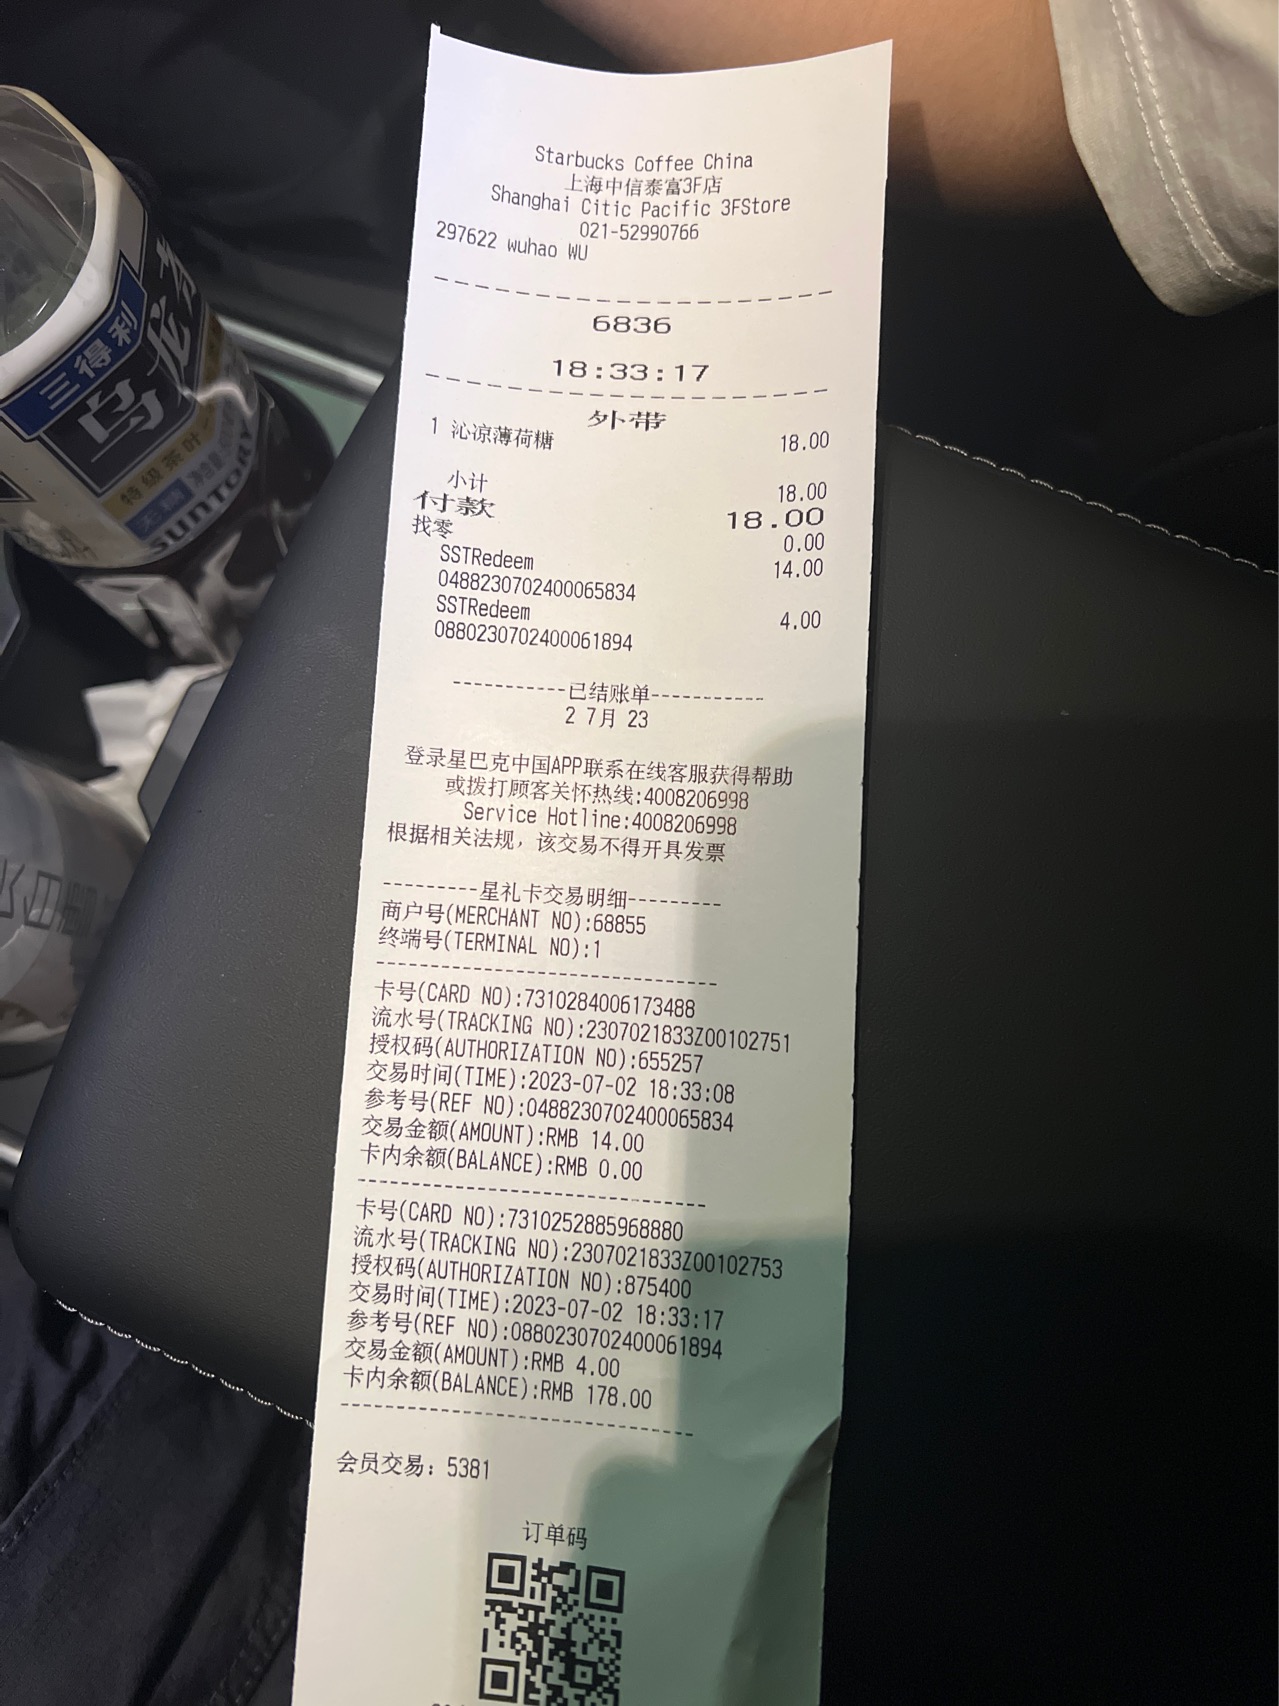 Starbucks Coffee China
上海中信泰富3F店
Shanghai Citic Pacific 3FStore
021-52990766
297622 wuhao WU
--------------------------------
6836
18:33:17
--------------------------------
外带
1 沁凉薄荷糖 18.00
小计 18.00
付款 18.00
找零 0.00
SSTRedeem 14.00
0488230702400065834
SSTRedeem 4.00
0880230702400061894
-----------已结账单-----------
2 7月 23
登录星巴克中国APP联系在线客服获得帮助
或拨打顾客关怀热线:4008206998
Service Hotline:4008206998
根据相关法规，该交易不得开具发票
---------星礼卡交易明细---------
商户号(MERCHANT NO):68855
终端号(TERMINAL NO):1
--------------------------------
卡号(CARD NO):7310284006173488
流水号(TRACKING NO):2307021833Z00102751
授权码(AUTHORIZATION NO):655257
交易时间(TIME):2023-07-02 18:33:08
参考号(REF NO):0488230702400065834
交易金额(AMOUNT):RMB 14.00
卡内余额(BALANCE):RMB 0.00
--------------------------------
卡号(CARD NO):7310252885968880
流水号(TRACKING NO):2307021833Z00102753
授权码(AUTHORIZATION NO):875400
交易时间(TIME):2023-07-02 18:33:17
参考号(REF NO):0880230702400061894
交易金额(AMOUNT):RMB 4.00
卡内余额(BALANCE):RMB 178.00
--------------------------------
会员交易: 5381
订单码
三得利
乌龙
特级茶叶
SUNTORY